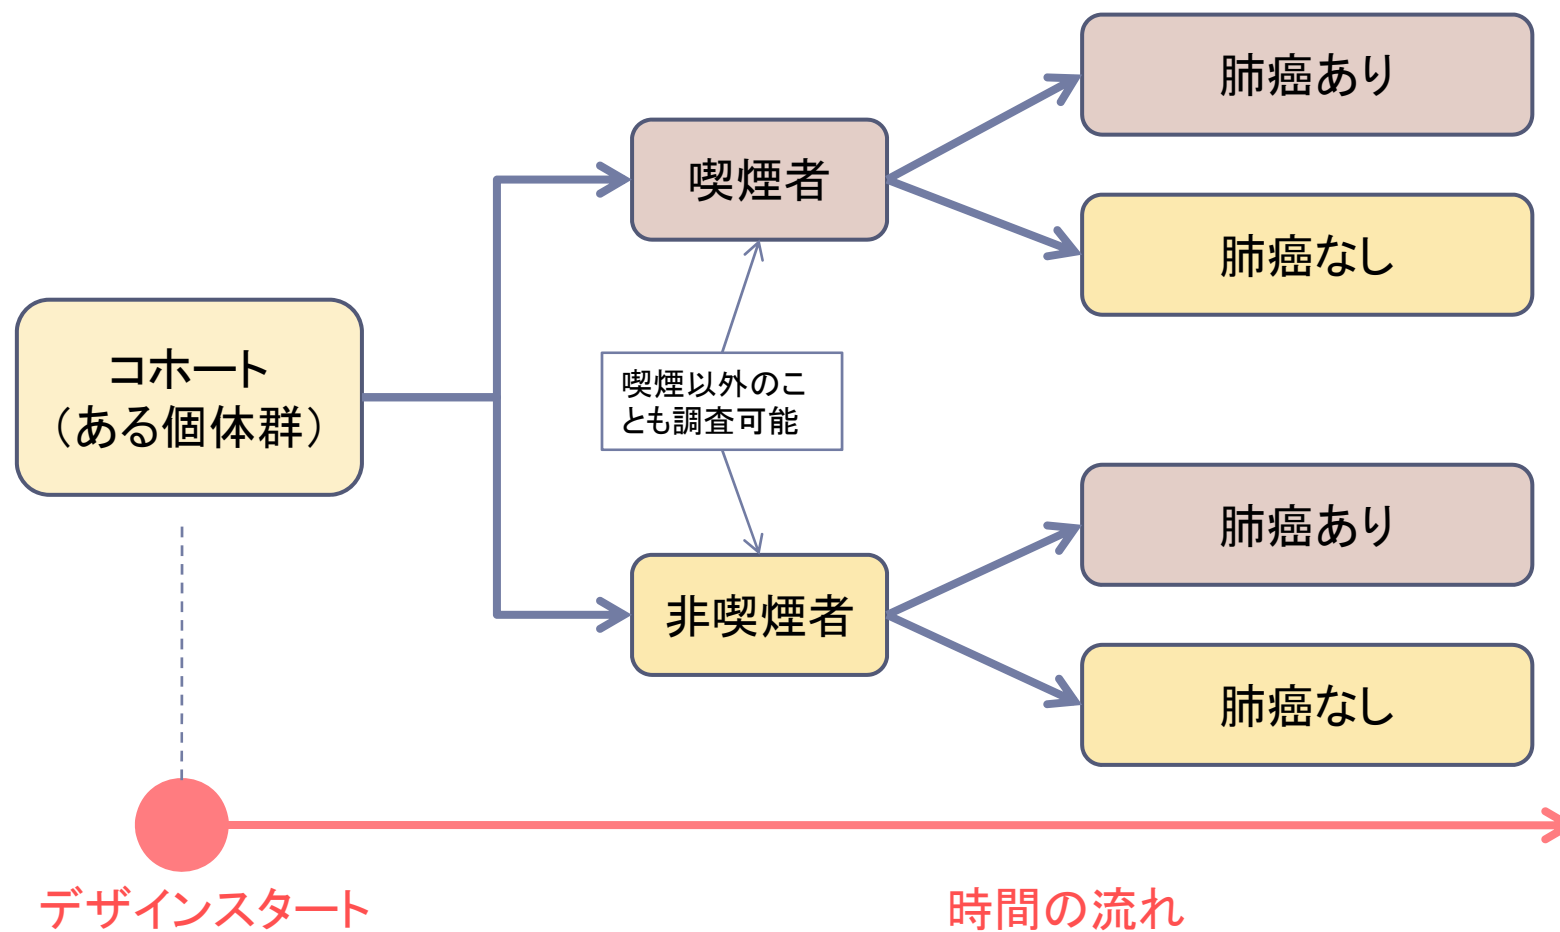 肺癌あり
喫煙者
肺癌なし
コホート
（ある個体群）
喫煙以外のこ
とも調査可能
肺癌あり
非喫煙者
肺癌なし
デザインスタート
時間の流れ